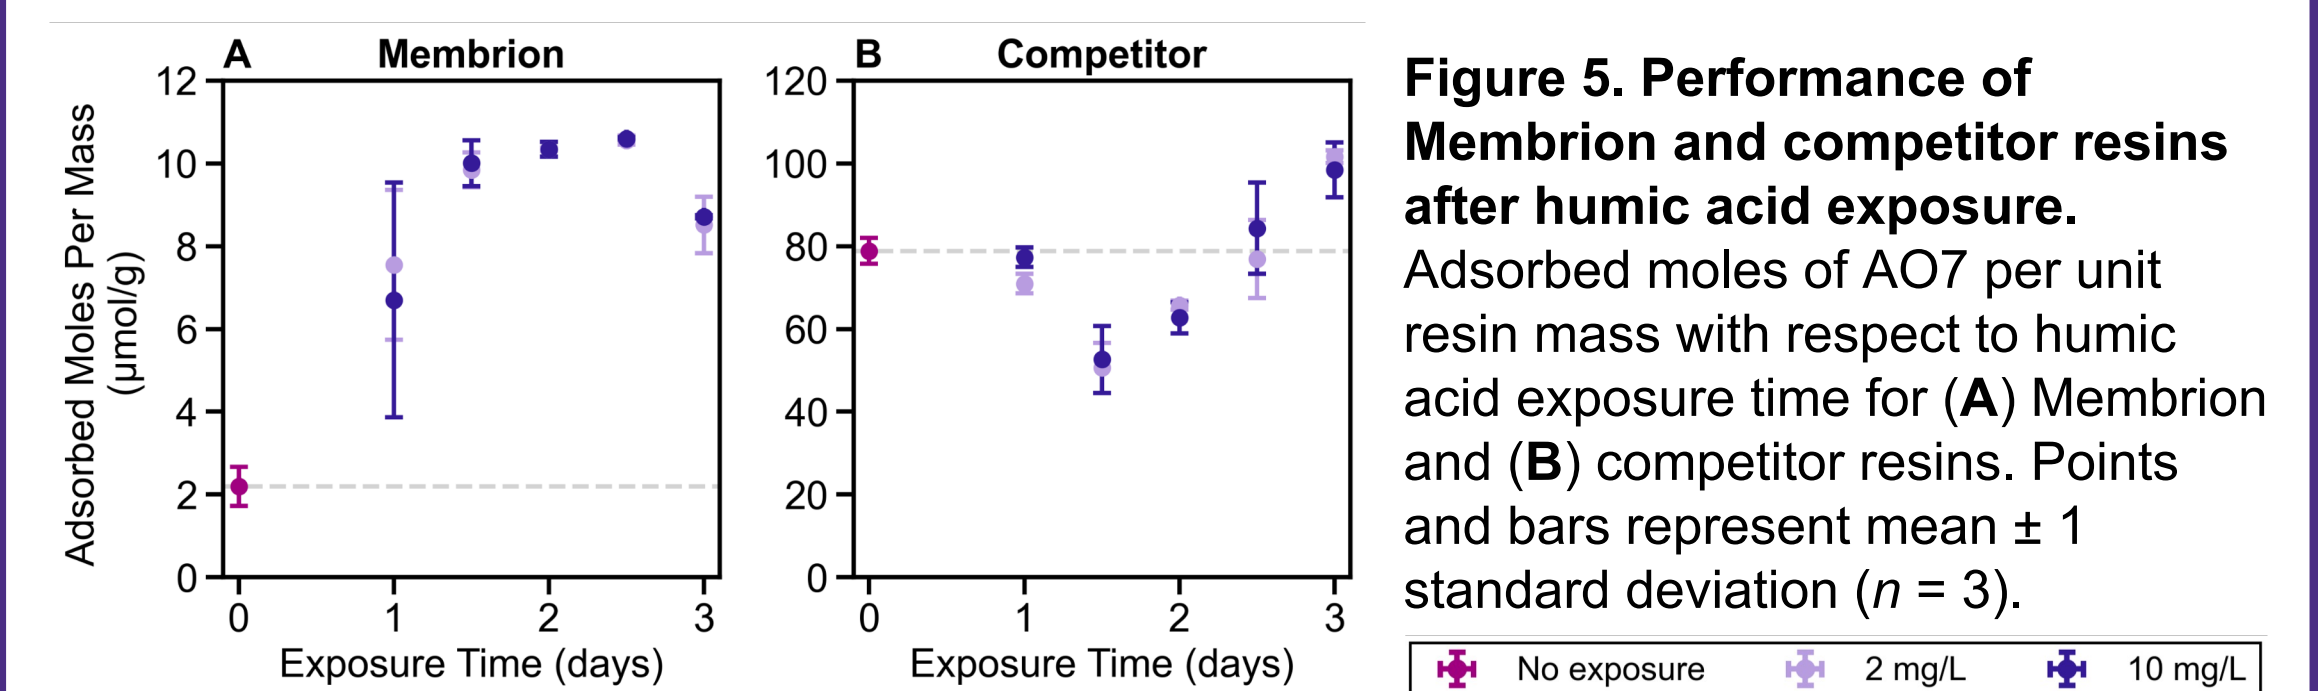 A Membrion
12
10
8
6
4
2
0
Adsorbed Moles Per Mass
(μmol/g)
0 1 2 3
Exposure Time (days)
B Competitor
120
100
80
60
40
20
0
0 1 2 3
Exposure Time (days)
Figure 5. Performance of
Membrion and competitor resins
after humic acid exposure.
Adsorbed moles of AO7 per unit
resin mass with respect to humic
acid exposure time for (A) Membrion
and (B) competitor resins. Points
and bars represent mean ± 1
standard deviation (n = 3).
No exposure 2 mg/L 10 mg/L